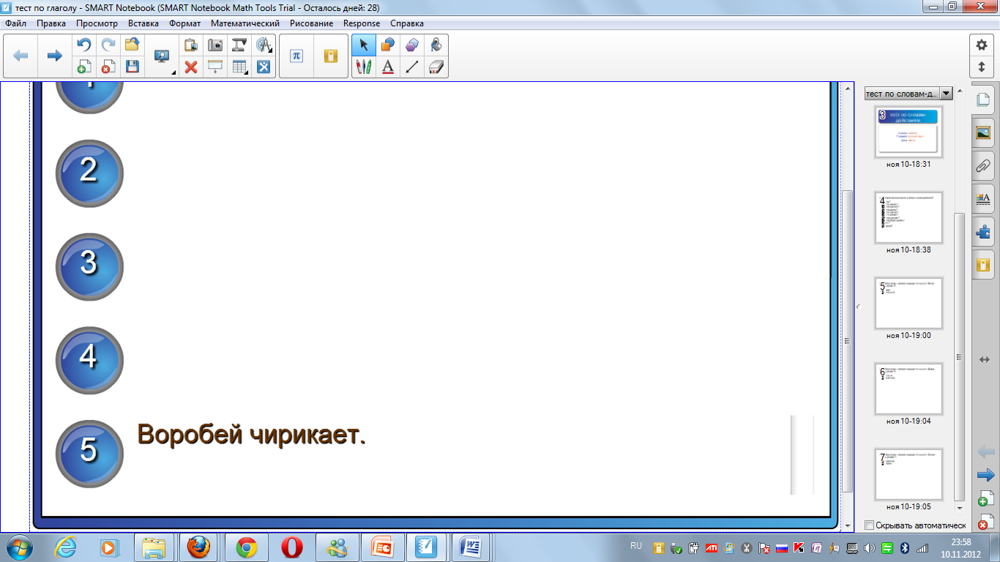 тест по глаголу - SMART Notebook (SMART Notebook Math Tools Trial - Осталось дней: 28)
Файл Правка Просмотр Вставка Формат Математический Рисование Response Справка
тест по словам-д...
3
тест по словам-
действиям
ноя 10-18:31
2
4
ноя 10-18:38
3
5
ноя 10-19:00
4
6
ноя 10-19:04
5 Воробей чирикает.
7
ноя 10-19:05
Скрывать автоматическ
RU
23:58
10.11.2012